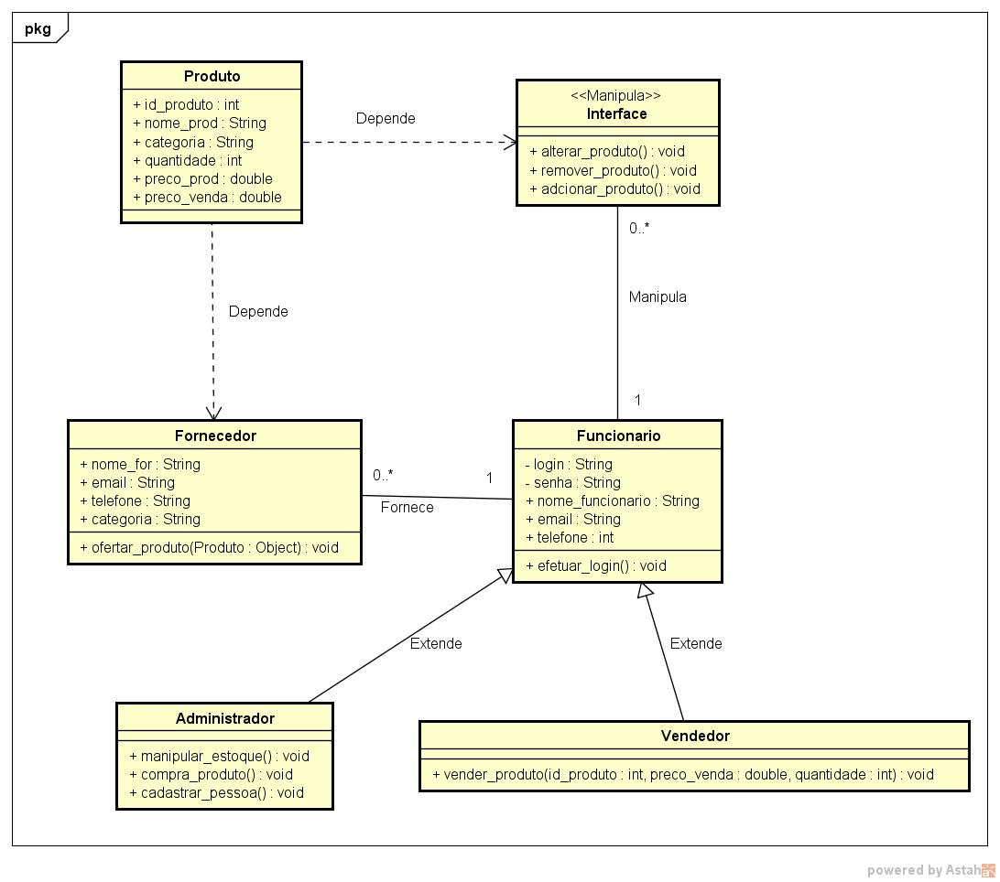 pkg
Produto
+ id_produto : int
+ nome_prod : String
+ categoria : String
+ quantidade : int
+ preco_prod : double
+ preco_venda : double
Depende
<<Manipula>>
Interface
+ alterar_produto() : void
+ remover_produto() : void
+ adcionar_produto() : void
0..*
Manipula
1
Depende
Fornecedor
+ nome_for : String
+ email : String
+ telefone : String
+ categoria : String
+ ofertar_produto(Produto : Object) : void
0..*
1
Fornece
Funcionario
- login : String
- senha : String
+ nome_funcionario : String
+ email : String
+ telefone : int
+ efetuar_login() : void
Extende
Extende
Administrador
+ manipular_estoque() : void
+ compra_produto() : void
+ cadastrar_pessoa() : void
Vendedor
+ vender_produto(id_produto : int, preco_venda : double, quantidade : int) : void
powered by Astah